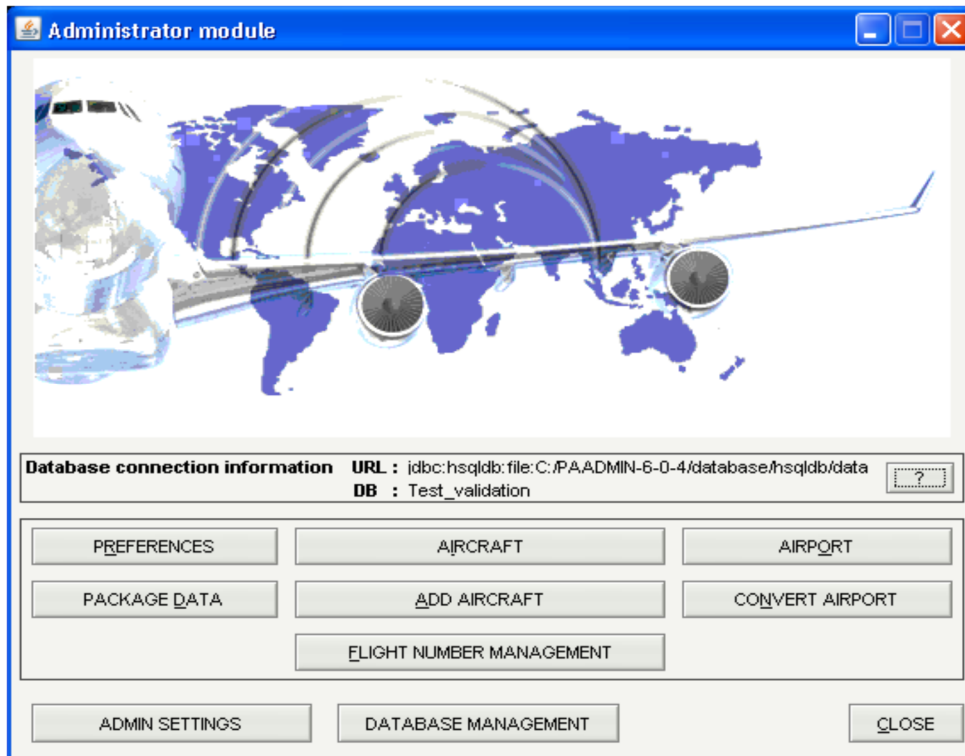 Administrator module
Database connection information URL : jdbc:hsqldb:file:C:/PAADMIN-6-0-4/database/hsqldb/data
DB : Test_validation
?
PREFERENCES AIRCRAFT AIRPORT
PACKAGE DATA ADD AIRCRAFT CONVERT AIRPORT
FLIGHT NUMBER MANAGEMENT
ADMIN SETTINGS DATABASE MANAGEMENT CLOSE